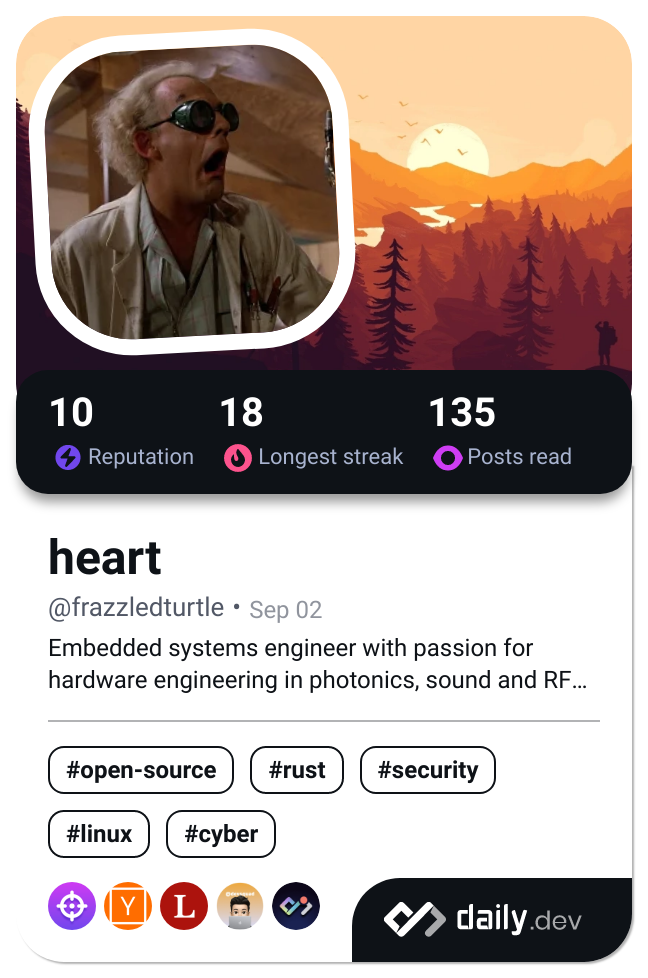 10 18 135
Reputation Longest streak Posts read
heart
@frazzledturtle • Sep 02
Embedded systems engineer with passion for
hardware engineering in photonics, sound and RF...
#open-source #rust #security
#linux #cyber
Y L
daily.dev